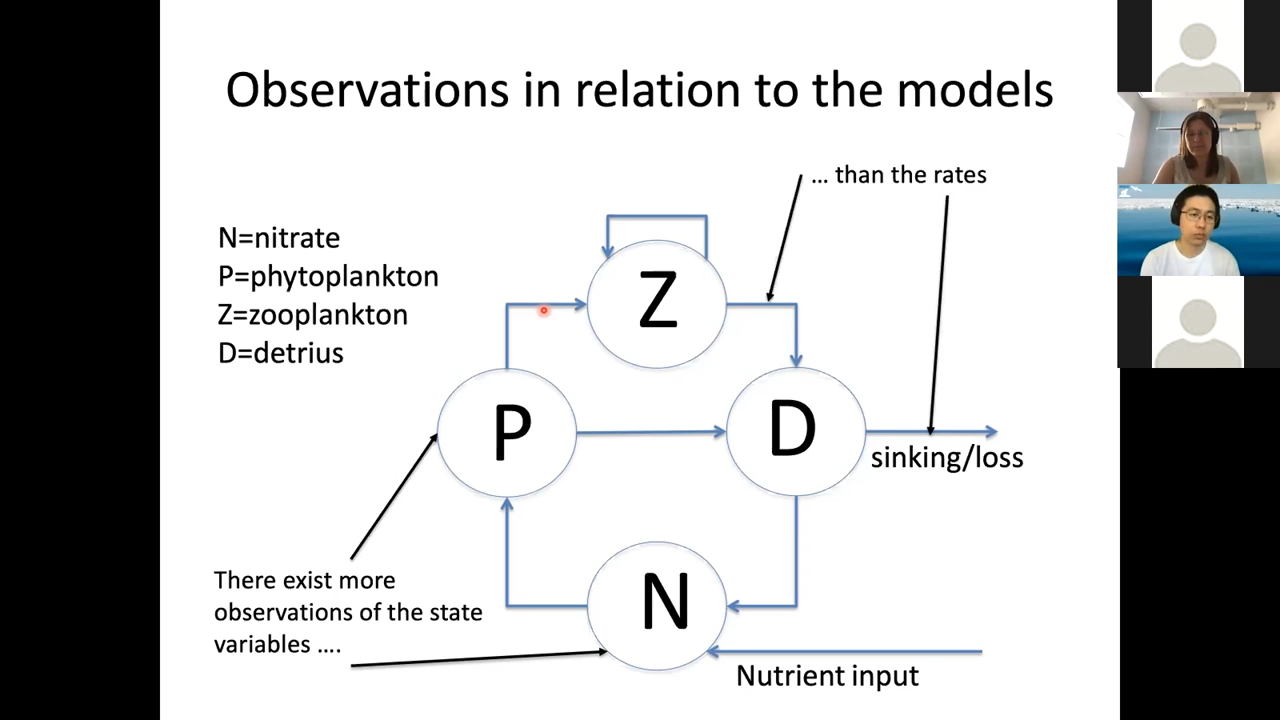 Observations in relation to the models
… than the rates
N=nitrate
P=phytoplankton
Z=zooplankton
D=detrius
Z
P
D
sinking/loss
There exist more
observations of the state
variables ….
N
Nutrient input